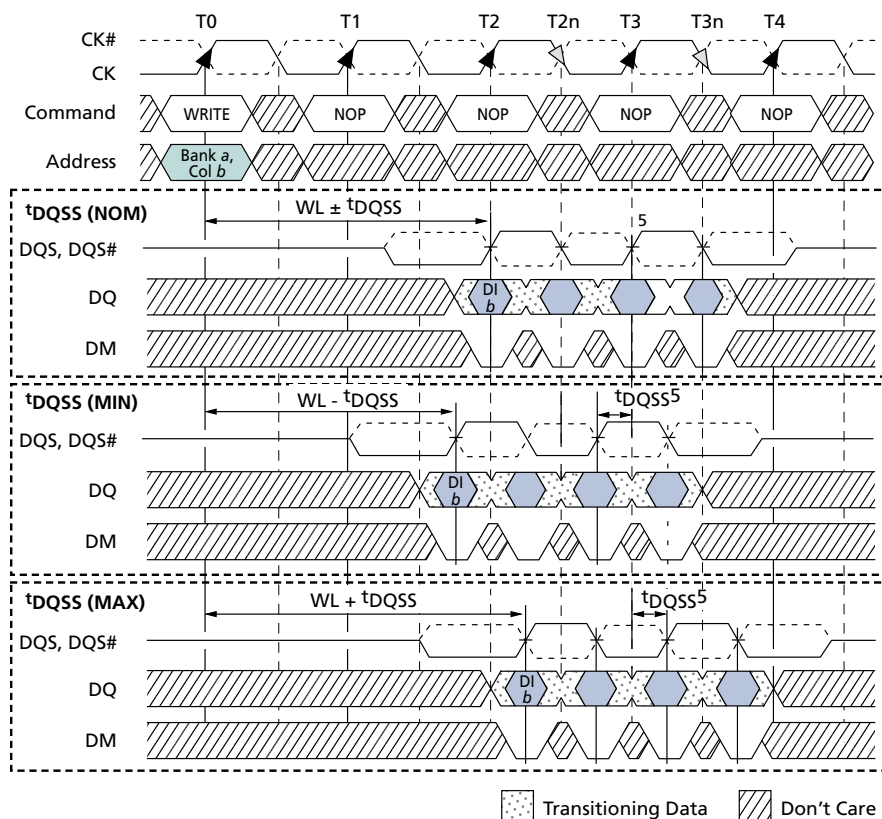 T0 T1 T2 T2n T3 T3n T4
CK#
CK
Command WRITE NOP NOP NOP NOP
Address Bank a, Col b
tDQSS (NOM) WL ± tDQSS
DQS, DQS# 5
DQ DI b
DM
tDQSS (MIN) WL - tDQSS tDQSS5
DQS, DQS#
DQ DI b
DM
tDQSS (MAX) WL + tDQSS tDQSS5
DQS, DQS#
DQ DI b
DM
Transitioning Data Don't Care